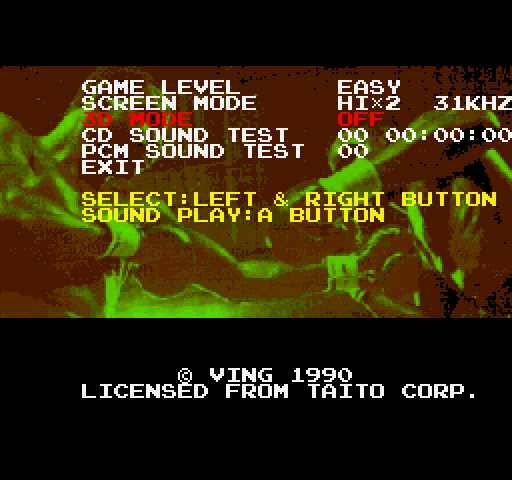 GAME LEVEL EASY
SCREEN MODE HI×2 31KHZ
3D MODE OFF
CD SOUND TEST 00 00:00:00
PCM SOUND TEST 00
EXIT
SELECT:LEFT & RIGHT BUTTON
SOUND PLAY:A BUTTON
© VING 1990
LICENSED FROM TAITO CORP.